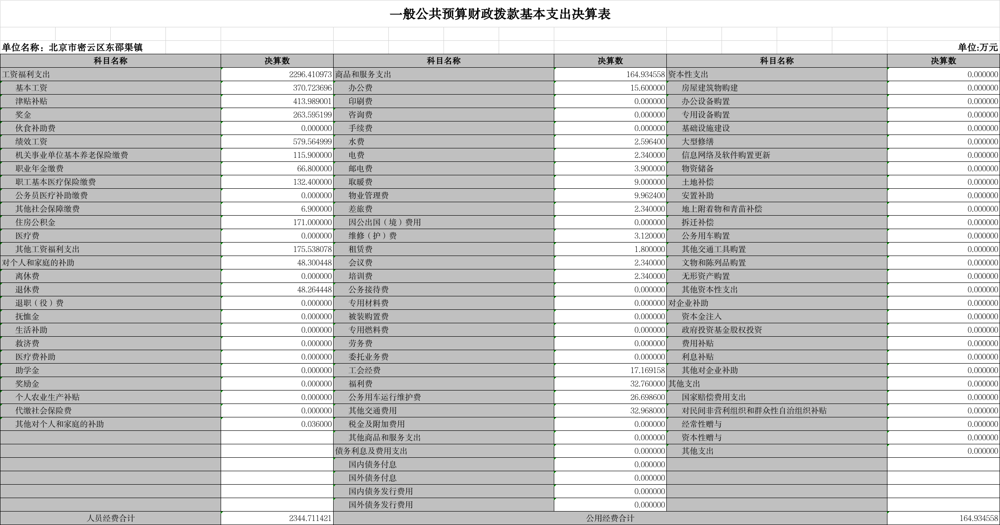 一般公共预算财政拨款基本支出决算表
单位名称：北京市密云区东邵渠镇 单位:万元
科目名称 决算数 科目名称 决算数 科目名称 决算数
工资福利支出 2296.410973 商品和服务支出 164.934558 资本性支出 0.000000
基本工资 370.723696 办公费 15.600000 房屋建筑物购建 0.000000
津贴补贴 413.989001 印刷费 0.000000 办公设备购置 0.000000
奖金 263.595199 咨询费 0.000000 专用设备购置 0.000000
伙食补助费 0.000000 手续费 0.000000 基础设施建设 0.000000
绩效工资 579.564999 水费 2.596400 大型修缮 0.000000
机关事业单位基本养老保险缴费 115.900000 电费 2.340000 信息网络及软件购置更新 0.000000
职业年金缴费 66.800000 邮电费 3.900000 物资储备 0.000000
职工基本医疗保险缴费 132.400000 取暖费 9.000000 土地补偿 0.000000
公务员医疗补助缴费 0.000000 物业管理费 9.962400 安置补助 0.000000
其他社会保障缴费 6.900000 差旅费 2.340000 地上附着物和青苗补偿 0.000000
住房公积金 171.000000 因公出国（境）费用 0.000000 拆迁补偿 0.000000
医疗费 0.000000 维修（护）费 3.120000 公务用车购置 0.000000
其他工资福利支出 175.538078 租赁费 1.800000 其他交通工具购置 0.000000
对个人和家庭的补助 48.300448 会议费 2.340000 文物和陈列品购置 0.000000
离休费 0.000000 培训费 2.340000 无形资产购置 0.000000
退休费 48.264448 公务接待费 0.000000 其他资本性支出 0.000000
退职（役）费 0.000000 专用材料费 0.000000 对企业补助 0.000000
抚恤金 0.000000 被装购置费 0.000000 资本金注入 0.000000
生活补助 0.000000 专用燃料费 0.000000 政府投资基金股权投资 0.000000
救济费 0.000000 劳务费 0.000000 费用补贴 0.000000
医疗费补助 0.000000 委托业务费 0.000000 利息补贴 0.000000
助学金 0.000000 工会经费 17.169158 其他对企业补助 0.000000
奖励金 0.000000 福利费 32.760000 其他支出 0.000000
个人农业生产补贴 0.000000 公务用车运行维护费 26.698600 国家赔偿费用支出 0.000000
代缴社会保险费 0.000000 其他交通费用 32.968000 对民间非营利组织和群众性自治组织补贴 0.000000
其他对个人和家庭的补助 0.036000 税金及附加费用 0.000000 经常性赠与 0.000000
其他商品和服务支出 0.000000 资本性赠与 0.000000
债务利息及费用支出 0.000000 其他支出 0.000000
国内债务付息 0.000000
国外债务付息 0.000000
国内债务发行费用 0.000000
国外债务发行费用 0.000000
人员经费合计 2344.711421 公用经费合计 164.934558